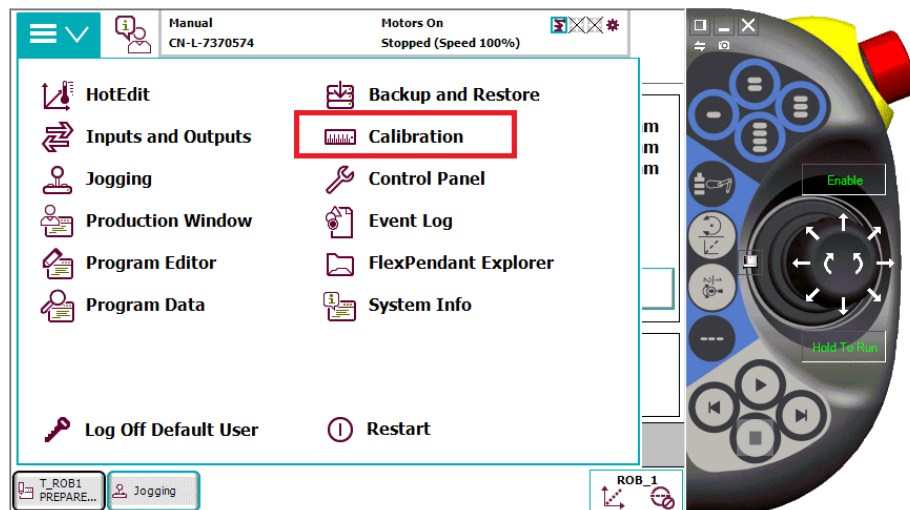 Manual
CN-L-7370574
Motors On
Stopped (Speed 100%)
HotEdit
Backup and Restore
Inputs and Outputs
Calibration
Jogging
Control Panel
Production Window
Event Log
Program Editor
FlexPendant Explorer
Program Data
System Info
Log Off Default User
Restart
m
m
m
Enable
Hold To Run
T_ROB1
PREPARE...
Jogging
ROB_1